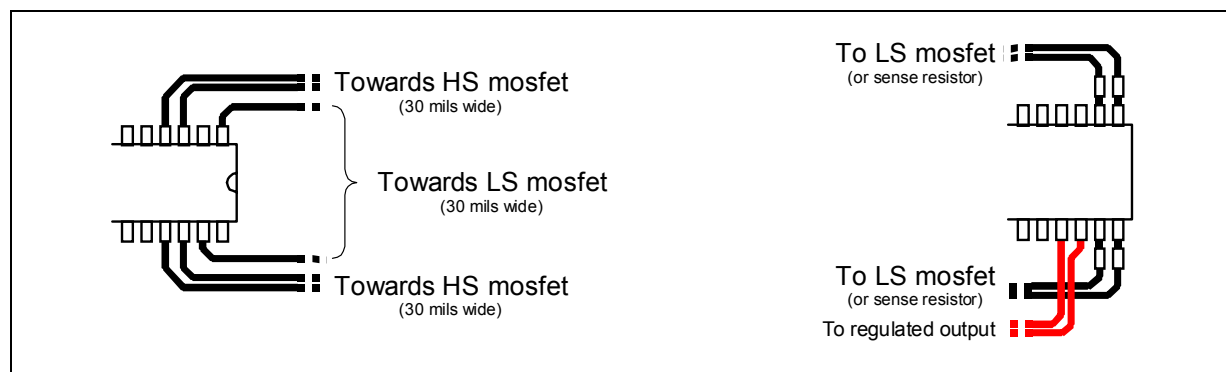 Towards HS mosfet
(30 mils wide)
Towards LS mosfet
(30 mils wide)
Towards HS mosfet
(30 mils wide)
To LS mosfet
(or sense resistor)
To LS mosfet
(or sense resistor)
To regulated output